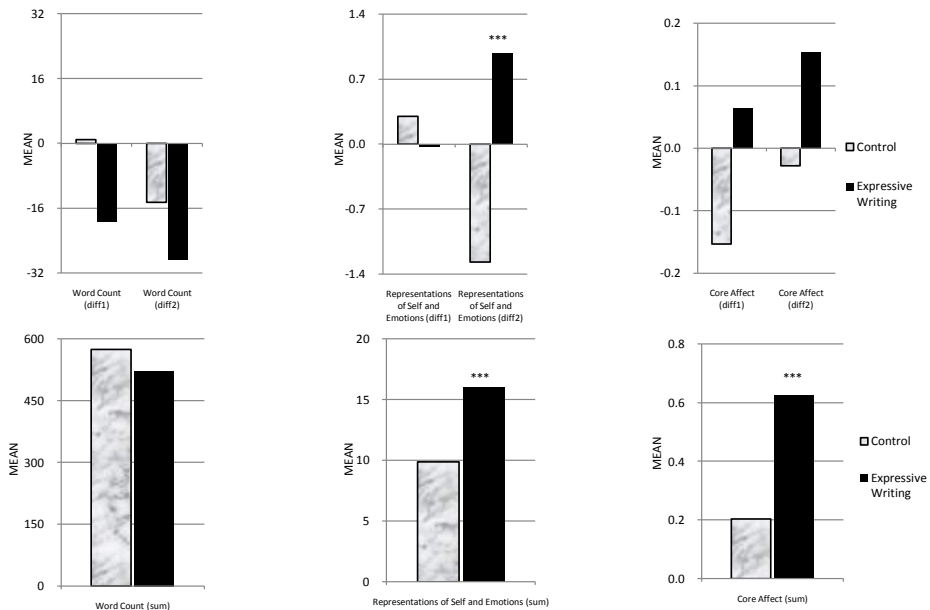 32
16
0
-16
-32
MEAN
Word Count
(diff1)
Word Count
(diff2)
1.4
0.7
0.0
-0.7
-1.4
MEAN
***
Representations
of Self and
Emotions (diff1)
Representations
of Self and
Emotions (diff2)
0.2
0.1
0.0
-0.1
-0.2
MEAN
Core Affect
(diff1)
Core Affect
(diff2)
Control
Expressive
Writing
600
450
300
150
0
MEAN
Word Count (sum)
20
15
10
5
0
MEAN
***
Representations of Self and Emotions (sum)
0.8
0.6
0.4
0.2
0.0
MEAN
***
Core Affect (sum)
Control
Expressive
Writing